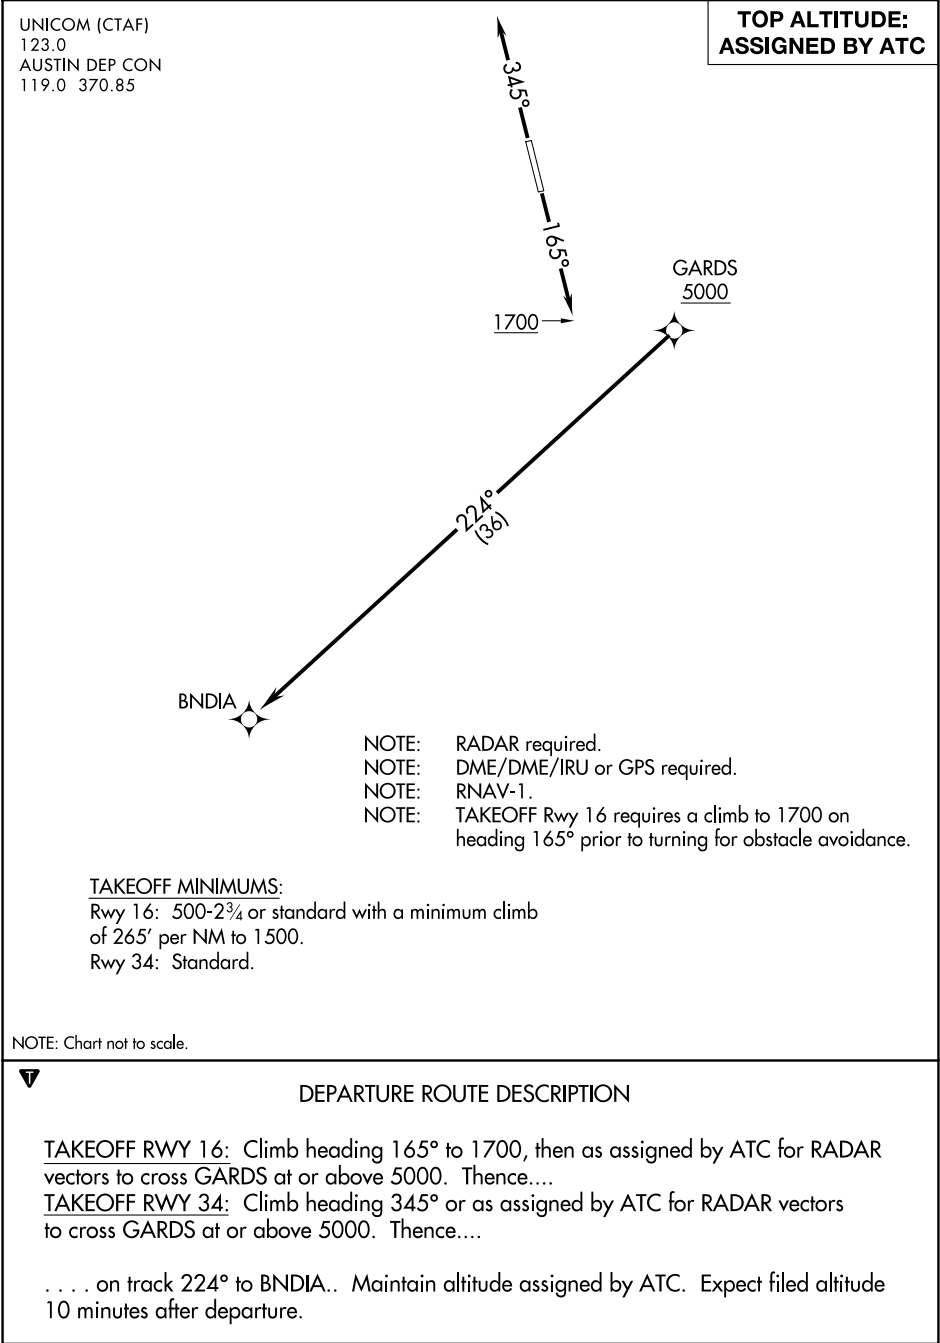 UNICOM (CTAF)
123.0
AUSTIN DEP CON
119.0 370.85
TOP ALTITUDE:
ASSIGNED BY ATC
345°
165°
GARDS
5000
1700
224°
(36)
BNDIA
NOTE: RADAR required.
NOTE: DME/DME/IRU or GPS required.
NOTE: RNAV-1.
NOTE: TAKEOFF Rwy 16 requires a climb to 1700 on
heading 165° prior to turning for obstacle avoidance.
TAKEOFF MINIMUMS:
Rwy 16: 500-2¾ or standard with a minimum climb
of 265' per NM to 1500.
Rwy 34: Standard.
NOTE: Chart not to scale.
T
DEPARTURE ROUTE DESCRIPTION
TAKEOFF RWY 16: Climb heading 165° to 1700, then as assigned by ATC for RADAR
vectors to cross GARDS at or above 5000. Thence....
TAKEOFF RWY 34: Climb heading 345° or as assigned by ATC for RADAR vectors
to cross GARDS at or above 5000. Thence....
. . . . on track 224° to BNDIA.. Maintain altitude assigned by ATC. Expect filed altitude
10 minutes after departure.